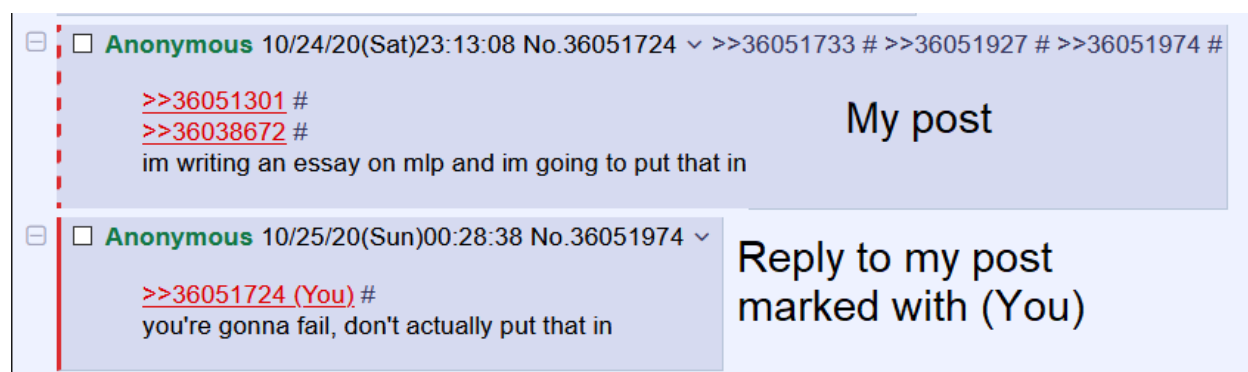 Anonymous 10/24/20(Sat)23:13:08 No.36051724 >>36051733 # >>36051927 # >>36051974 #
>>36051301 #
>>36038672 #
My post
im writing an essay on mlp and im going to put that in
Anonymous 10/25/20(Sun)00:28:38 No.36051974
>>36051724 (You) #
you're gonna fail, don't actually put that in
Reply to my post
marked with (You)